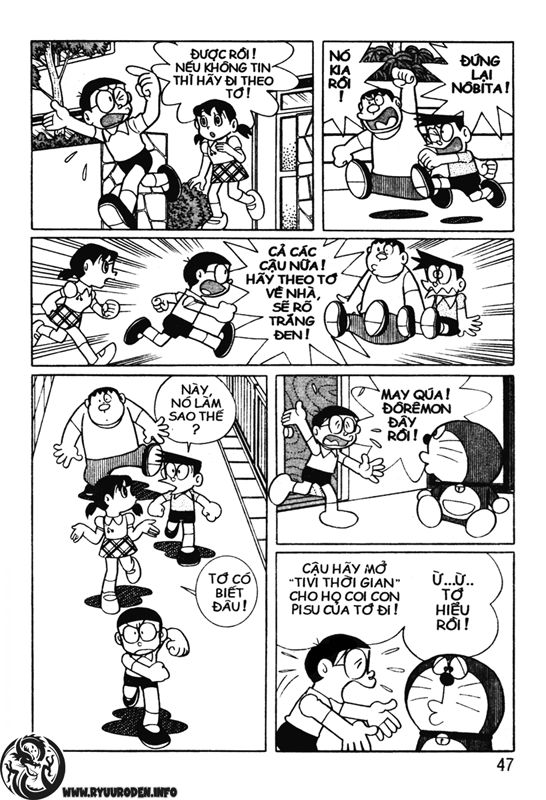 ĐƯỢC RỒI!
NẾU KHÔNG TIN
THÌ HÃY ĐI THEO
TỚ!
NÓ
KIA
RỒI!
ĐỨNG
LẠI
NÔBITA!
CẢ CÁC
CẬU NỮA!
HÃY THEO TỚ
VỀ NHÀ,
SẼ RÕ
TRẮNG
ĐEN!
NÀY,
NÓ LÀM
SAO THẾ
?
TỚ CÓ
BIẾT
ĐÂU!
MAY QÚA!
ĐÔRÊMON
ĐÂY
RỒI!
CẬU HÃY MỞ
"TIVI THỜI GIAN"
CHO HỌ COI CON
PISU CỦA TỚ ĐI!
Ừ...Ừ..
TỚ
HIỂU
RỒI!
47
WWW.RYUURODEN.INFO